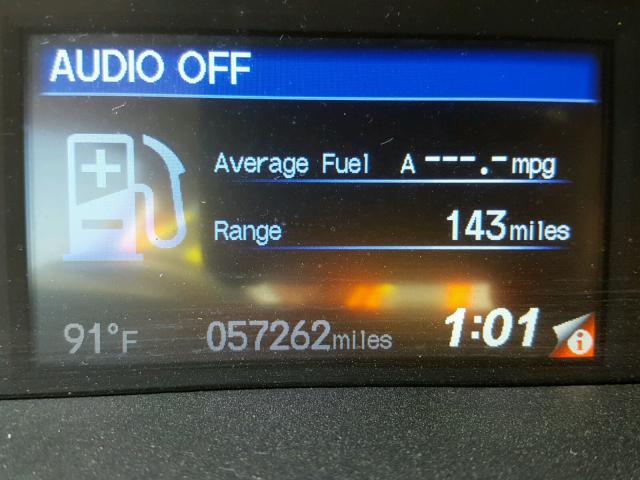 AUDIO OFF
Average Fuel A ---.- mpg
Range 143 miles
91°F 057262 miles 1:01 i